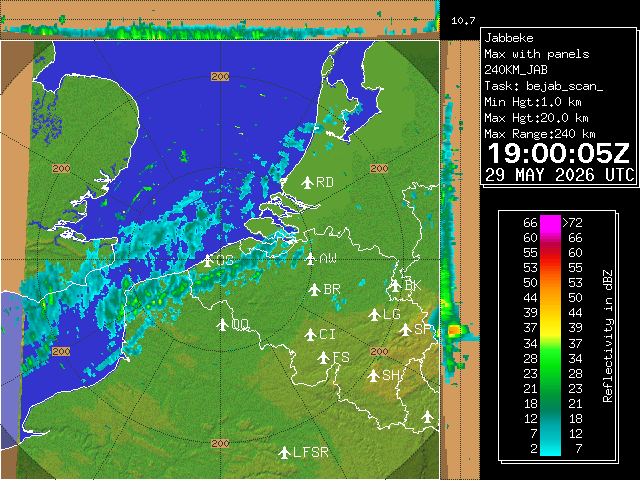 10.7
Jabbeke
Max with panels
240KM_JAB
Task: bejab_scan_
Min Hgt:1.0 km
Max Hgt:20.0 km
Max Range:240 km
19:00:05Z
29 MAY 2026 UTC
200
200
200
RD
OS
AW
BR
BK
LG
SP
QO
CI
FS
SH
200
200
200
LFSR
66 >72
60 66
55 60
53 55
50 53
44 50
39 44
37 39
34 37
28 34
23 28
21 23
18 21
12 18
7 12
2 7
Reflectivity in dBZ